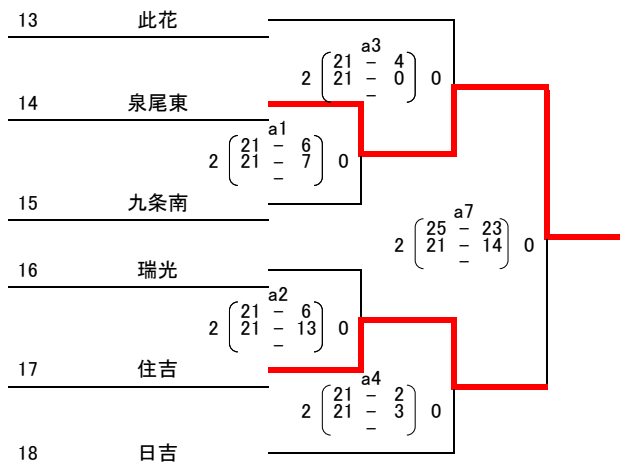 13 此花
a3
21 − 4
2 21 − 0 0
−
14 泉尾東
a1
21 − 6
2 21 − 7 0
−
15 九条南
a7
25 − 23
2 21 − 14 0
−
16 瑞光
a2
21 − 6
2 21 − 13 0
−
17 住吉
a4
21 − 2
2 21 − 3 0
−
18 日吉